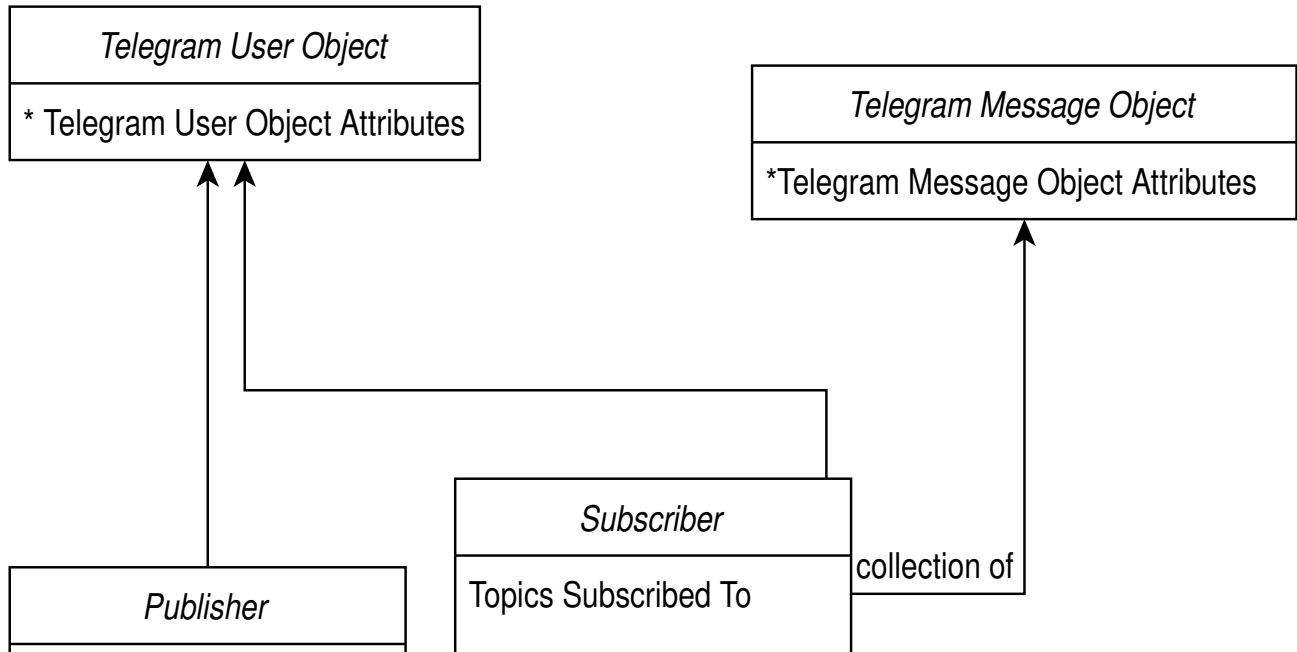 Telegram User Object
* Telegram User Object Attributes
Telegram Message Object
*Telegram Message Object Attributes
Subscriber
Topics Subscribed To
collection of
Publisher